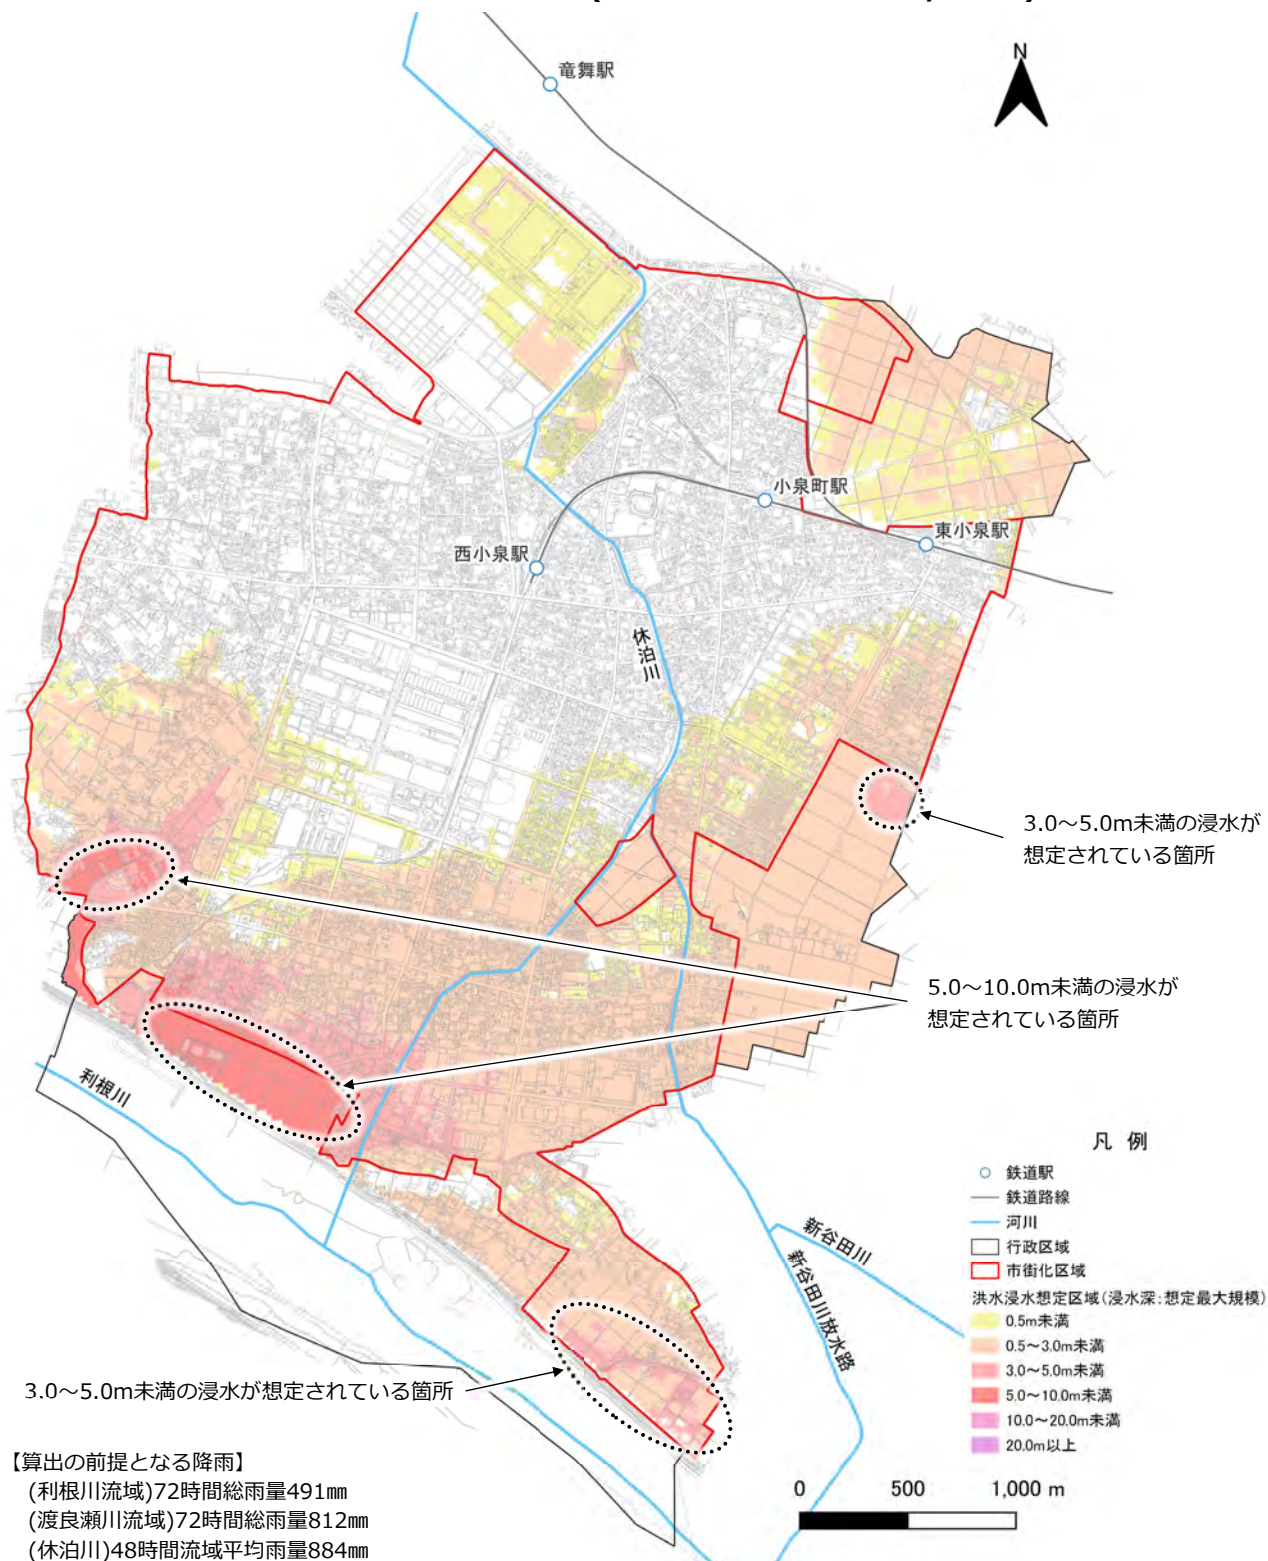 N
竜舞駅
小泉町駅
東小泉駅
西小泉駅
休泊川
3.0～5.0m未満の浸水が
想定されている箇所
5.0～10.0m未満の浸水が
想定されている箇所
利根川
新谷田川
新谷田川放水路
3.0～5.0m未満の浸水が想定されている箇所
凡 例
鉄道駅
鉄道路線
河川
行政区域
市街化区域
洪水浸水想定区域(浸水深:想定最大規模)
0.5m未満
0.5～3.0m未満
3.0～5.0m未満
5.0～10.0m未満
10.0～20.0m未満
20.0m以上
0 500 1,000 m
【算出の前提となる降雨】
(利根川流域)72時間総雨量491㎜
(渡良瀬川流域)72時間総雨量812㎜
(休泊川)48時間流域平均雨量884㎜